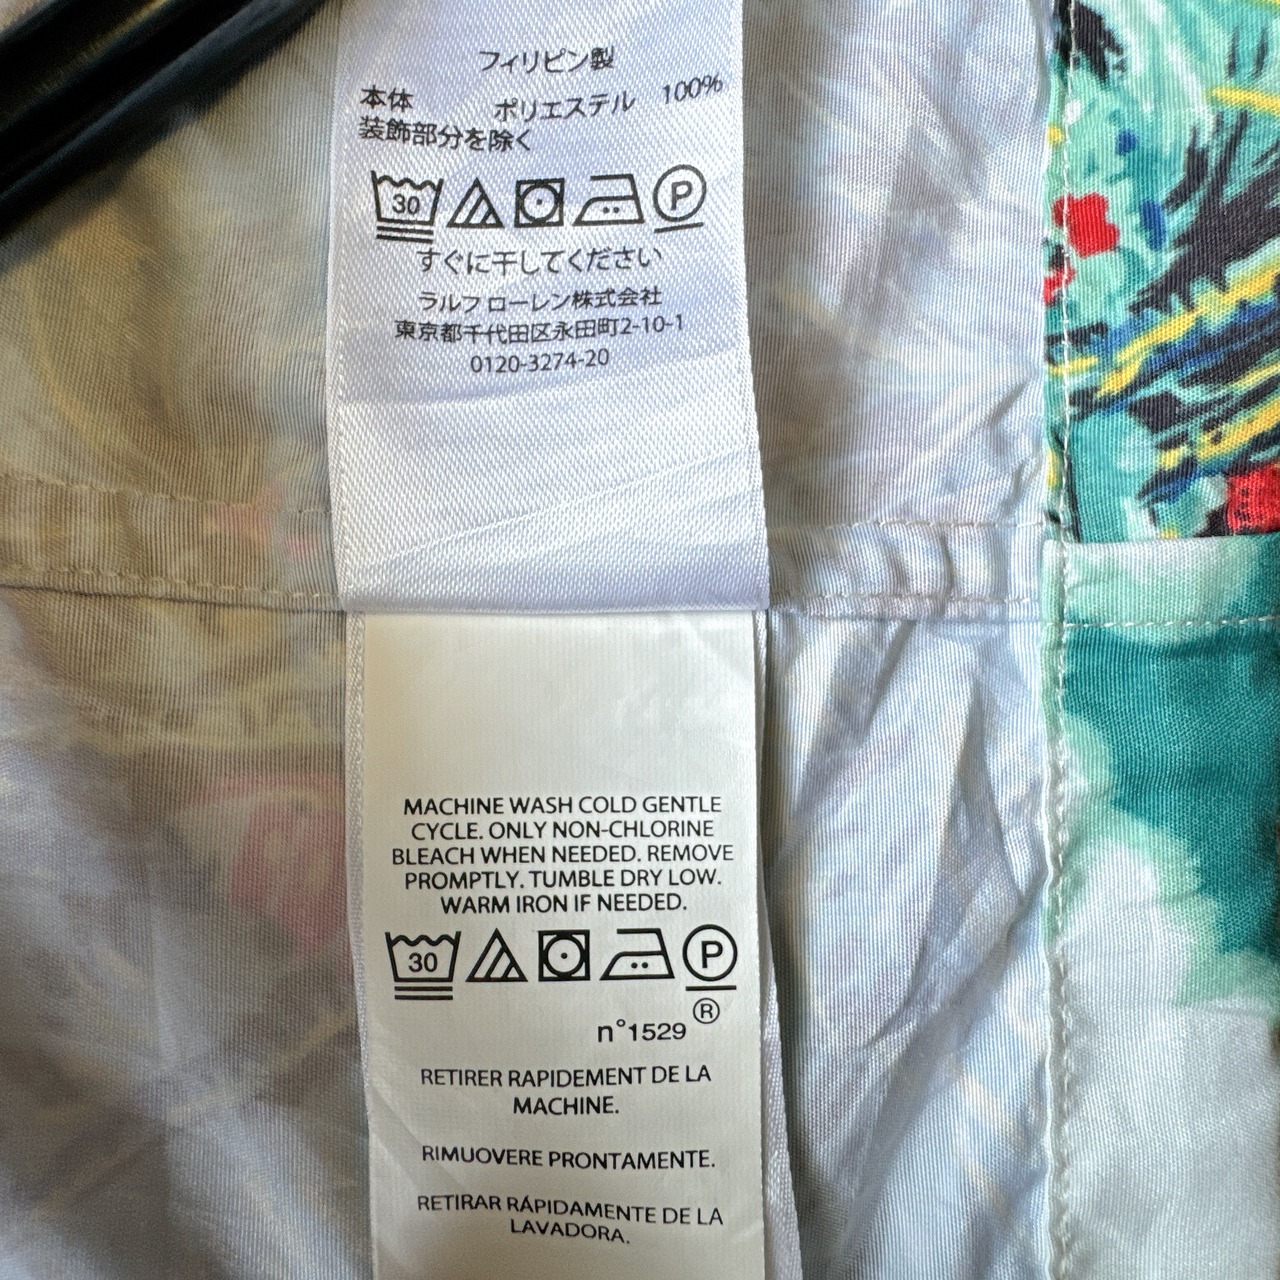 フィリピン製
本体 ポリエステル 100%
装飾部分を除く
30 P
すぐに干してください
ラルフ ローレン株式会社
東京都千代田区永田町2-10-1
0120-3274-20
MACHINE WASH COLD GENTLE
CYCLE. ONLY NON-CHLORINE
BLEACH WHEN NEEDED. REMOVE
PROMPTLY. TUMBLE DRY LOW.
WARM IRON IF NEEDED.
30 P
®
n°1529
RETIRER RAPIDEMENT DE LA
MACHINE.
RIMUOVERE PRONTAMENTE.
RETIRAR RÁPIDAMENTE DE LA
LAVADORA.